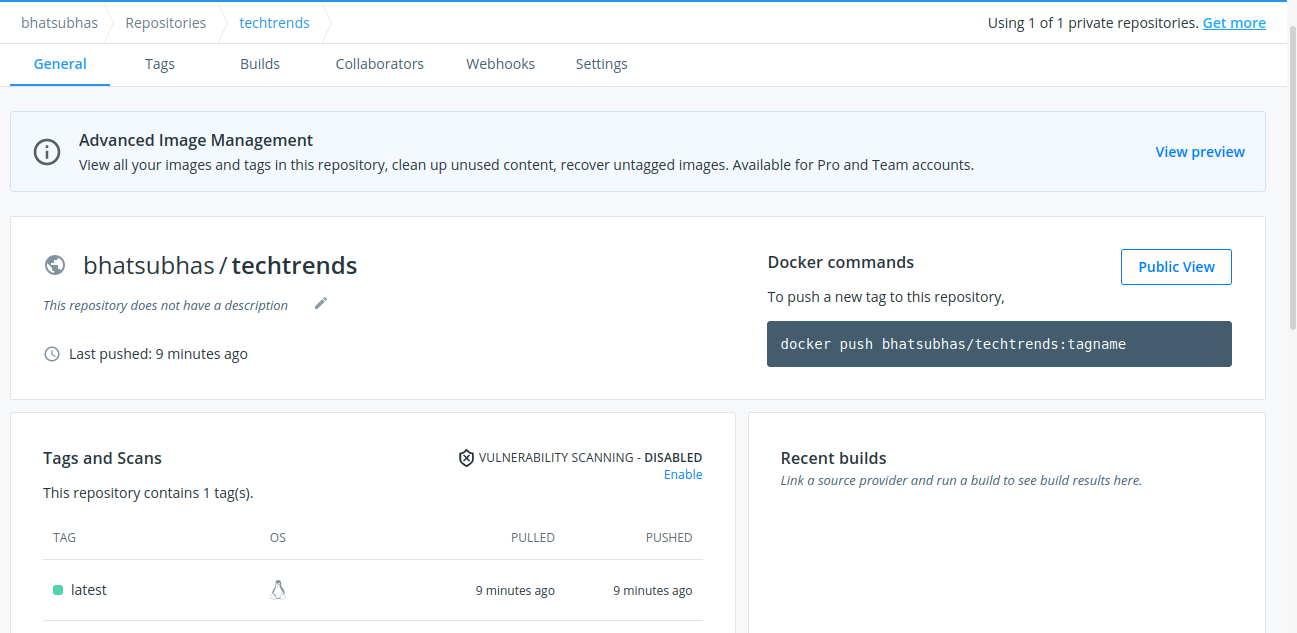 bhatsubhas Repositories techtrends Using 1 of 1 private repositories. Get more
General Tags Builds Collaborators Webhooks Settings
Advanced Image Management
View all your images and tags in this repository, clean up unused content, recover untagged images. Available for Pro and Team accounts.
View preview
bhatsubhas / techtrends
This repository does not have a description
Last pushed: 9 minutes ago
Docker commands
Public View
To push a new tag to this repository,
docker push bhatsubhas/techtrends:tagname
Tags and Scans
VULNERABILITY SCANNING - DISABLED
Enable
This repository contains 1 tag(s).
TAG OS PULLED PUSHED
latest 9 minutes ago 9 minutes ago
Recent builds
Link a source provider and run a build to see build results here.